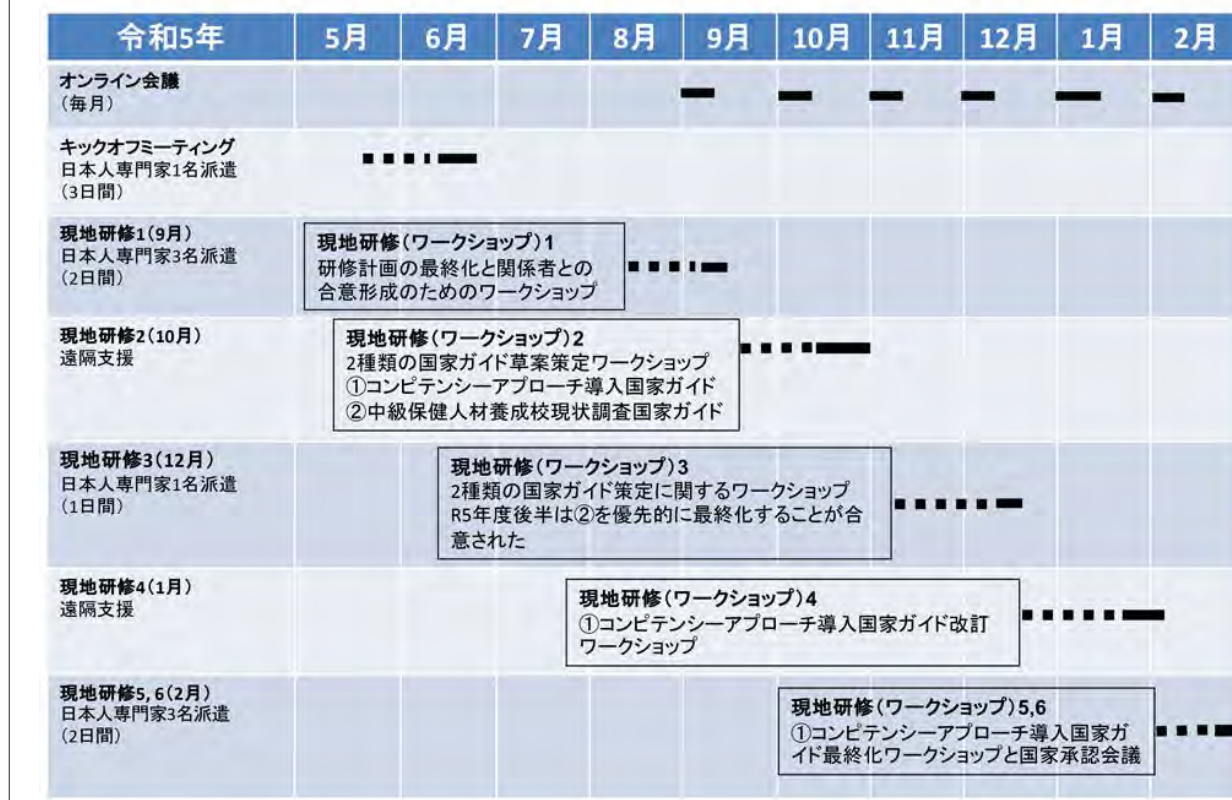 令和5年 5月 6月 7月 8月 9月 10月 11月 12月 1月 2月
オンライン会議
（毎月）
キックオフミーティング
日本人専門家1名派遣
（3日間）
現地研修1（9月）
日本人専門家3名派遣
（2日間）
現地研修（ワークショップ）1
研修計画の最終化と関係者との
合意形成のためのワークショップ
現地研修2（10月）
遠隔支援
現地研修（ワークショップ）2
2種類の国家ガイド草案策定ワークショップ
①コンピテンシーアプローチ導入国家ガイド
②中級保健人材養成校現状調査国家ガイド
現地研修3（12月）
日本人専門家1名派遣
（1日間）
現地研修（ワークショップ）3
2種類の国家ガイド策定に関するワークショップ
R5年度後半は②を優先的に最終化することが合
意された
現地研修4（1月）
遠隔支援
現地研修（ワークショップ）4
①コンピテンシーアプローチ導入国家ガイド改訂
ワークショップ
現地研修5, 6（2月）
日本人専門家3名派遣
（2日間）
現地研修（ワークショップ）5,6
①コンピテンシーアプローチ導入国家ガ
イド最終化ワークショップと国家承認会議